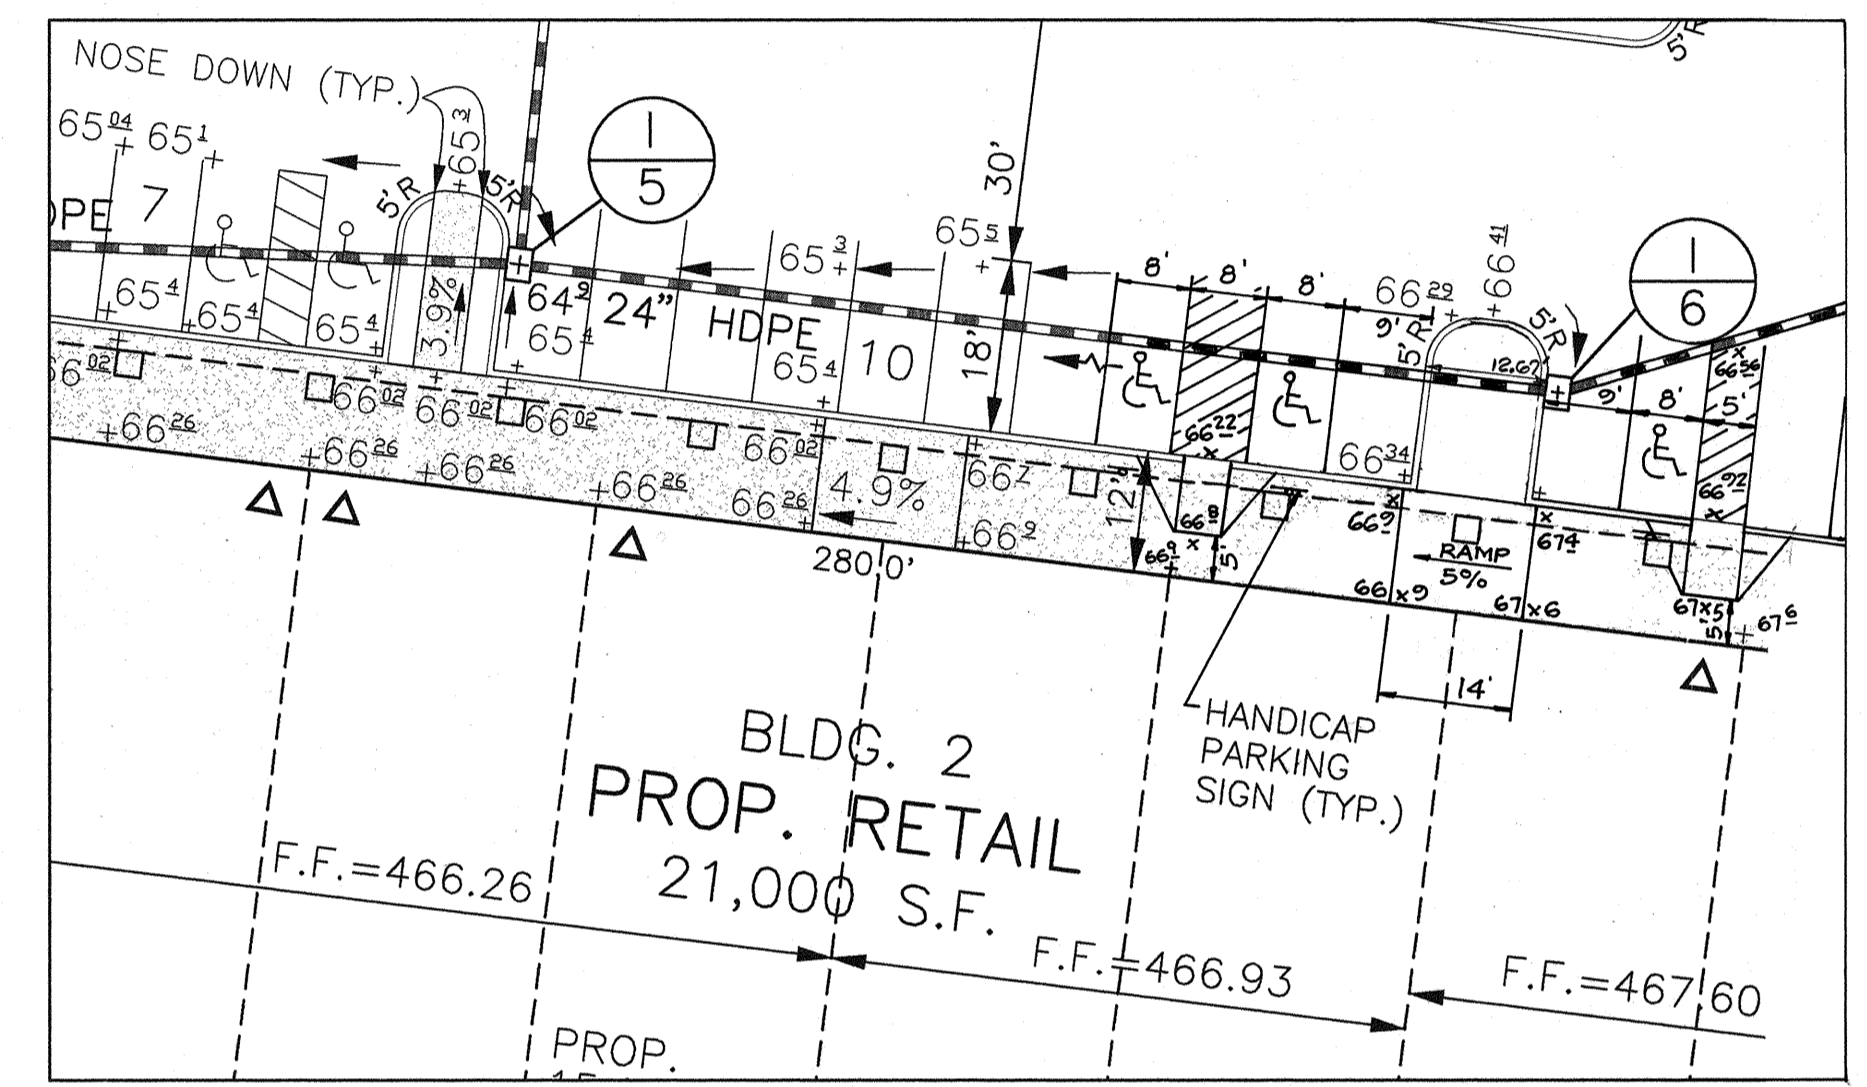 5' R
NOSE DOWN (TYP.)
65 04
65 1
65 3
5' R
5' R
1
5
30'
DPE 7
65 3
65 5
66 29
66 41
1
6
8'
8'
8'
9'
5' R
5' R
12.67
66 56
65 4
65 4
65 4
3.9%
64 9
65 4
24" HDPE
65 4
10
18'
9'
8'
5'
66 22
66 34
66 92
66 02
66 02
66 02
66 02
66 02
66 26
66 26
66 26
66 26
66 26
4.9%
66 7
66 9
12'
66 8
66 9
5'
66 9
67 4
RAMP
5%
66 x 9
67 x 6
67 x 5
5'
67 6
280.0'
14'
HANDICAP
PARKING
SIGN (TYP.)
BLDG. 2
PROP. RETAIL
21,000 S.F.
F.F.=466.26
F.F.=466.93
F.F.=467.60
PROP.